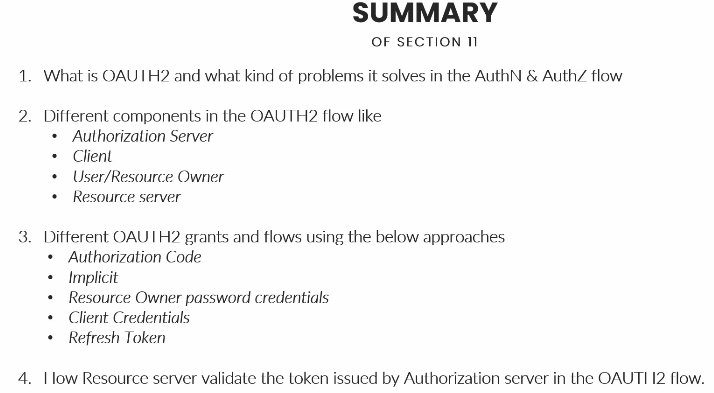 SUMMARY
OF SECTION 11
1. What is OAUTH2 and what kind of problems it solves in the AuthN & AuthZ flow
2. Different components in the OAUTH2 flow like
• Authorization Server
• Client
• User/Resource Owner
• Resource server
3. Different OAUTH2 grants and flows using the below approaches
• Authorization Code
• Implicit
• Resource Owner password credentials
• Client Credentials
• Refresh Token
4. How Resource server validate the token issued by Authorization server in the OAUTH2 flow.